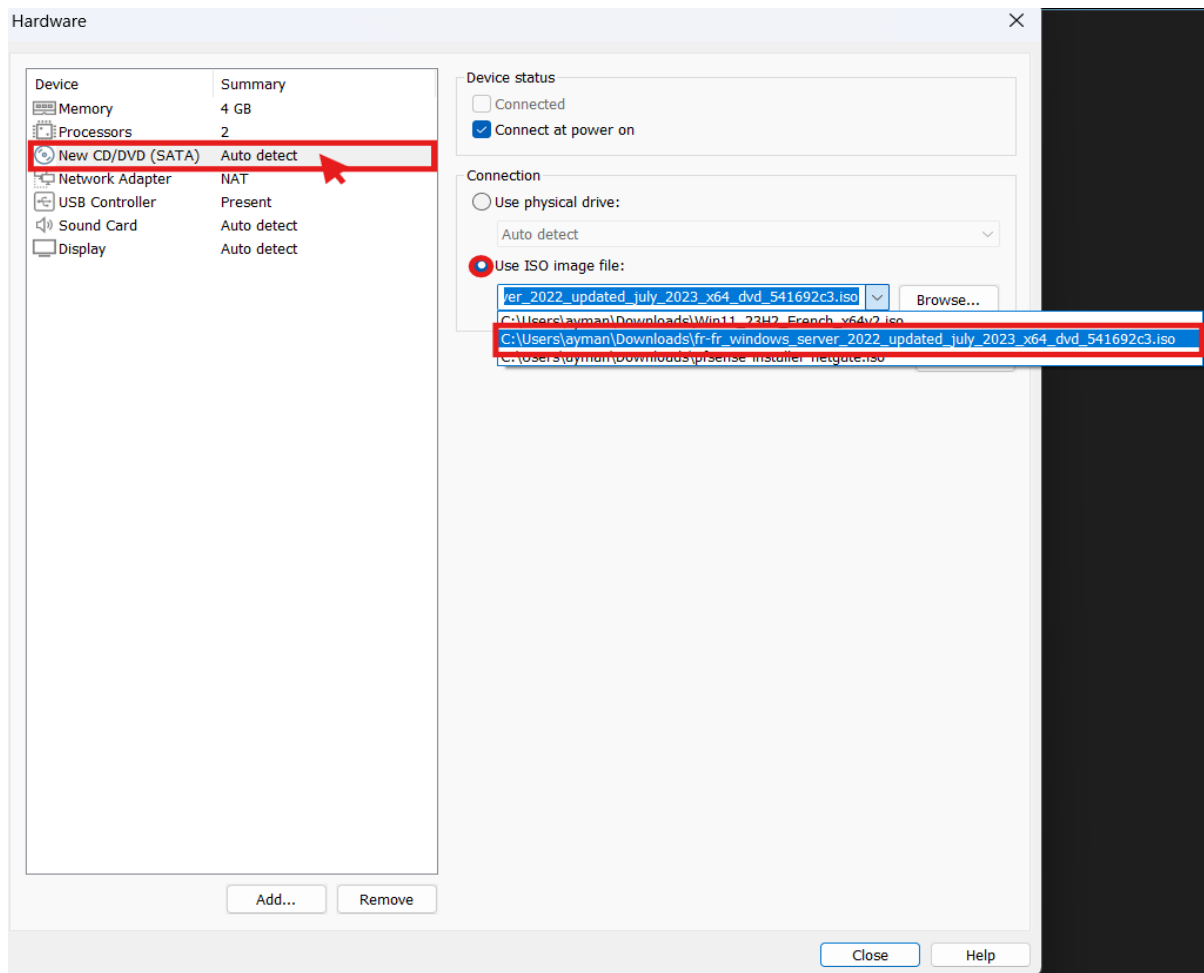 Hardware
Device Summary
Memory 4 GB
Processors 2
New CD/DVD (SATA) Auto detect
Network Adapter NAT
USB Controller Present
Sound Card Auto detect
Display Auto detect
Add... Remove
Device status
Connected
Connect at power on
Connection
Use physical drive:
Auto detect
Use ISO image file:
ver_2022_updated_july_2023_x64_dvd_541692c3.iso Browse...
C:\Users\ayman\Downloads\Win11_23H2_French_x64v2.iso
C:\Users\ayman\Downloads\fr-fr_windows_server_2022_updated_july_2023_x64_dvd_541692c3.iso
C:\Users\ayman\Downloads\pfsense-installer-netgate.iso
Close Help